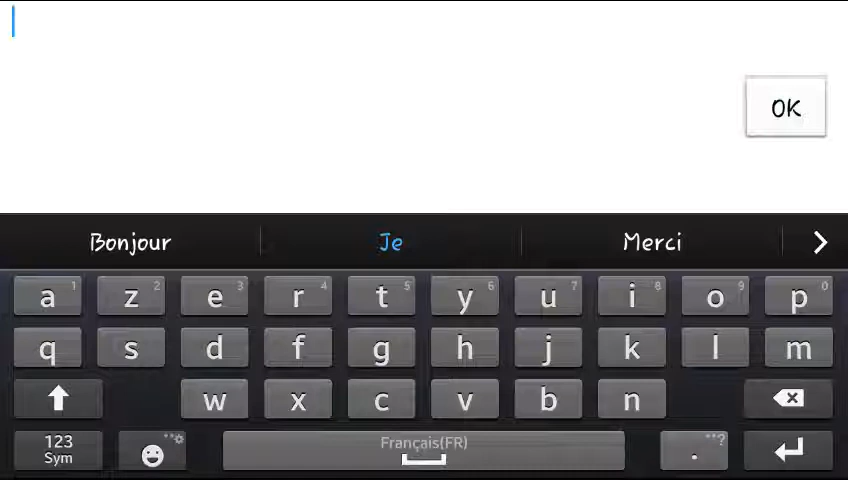 OK
Bonjour Je Merci
a 1 z 2 e 3 r 4 t 5 y 6 u 7 i 8 o 9 p 0
q s d f g h j k l m
w x c v b n
123 Français(FR) . ?
Sym